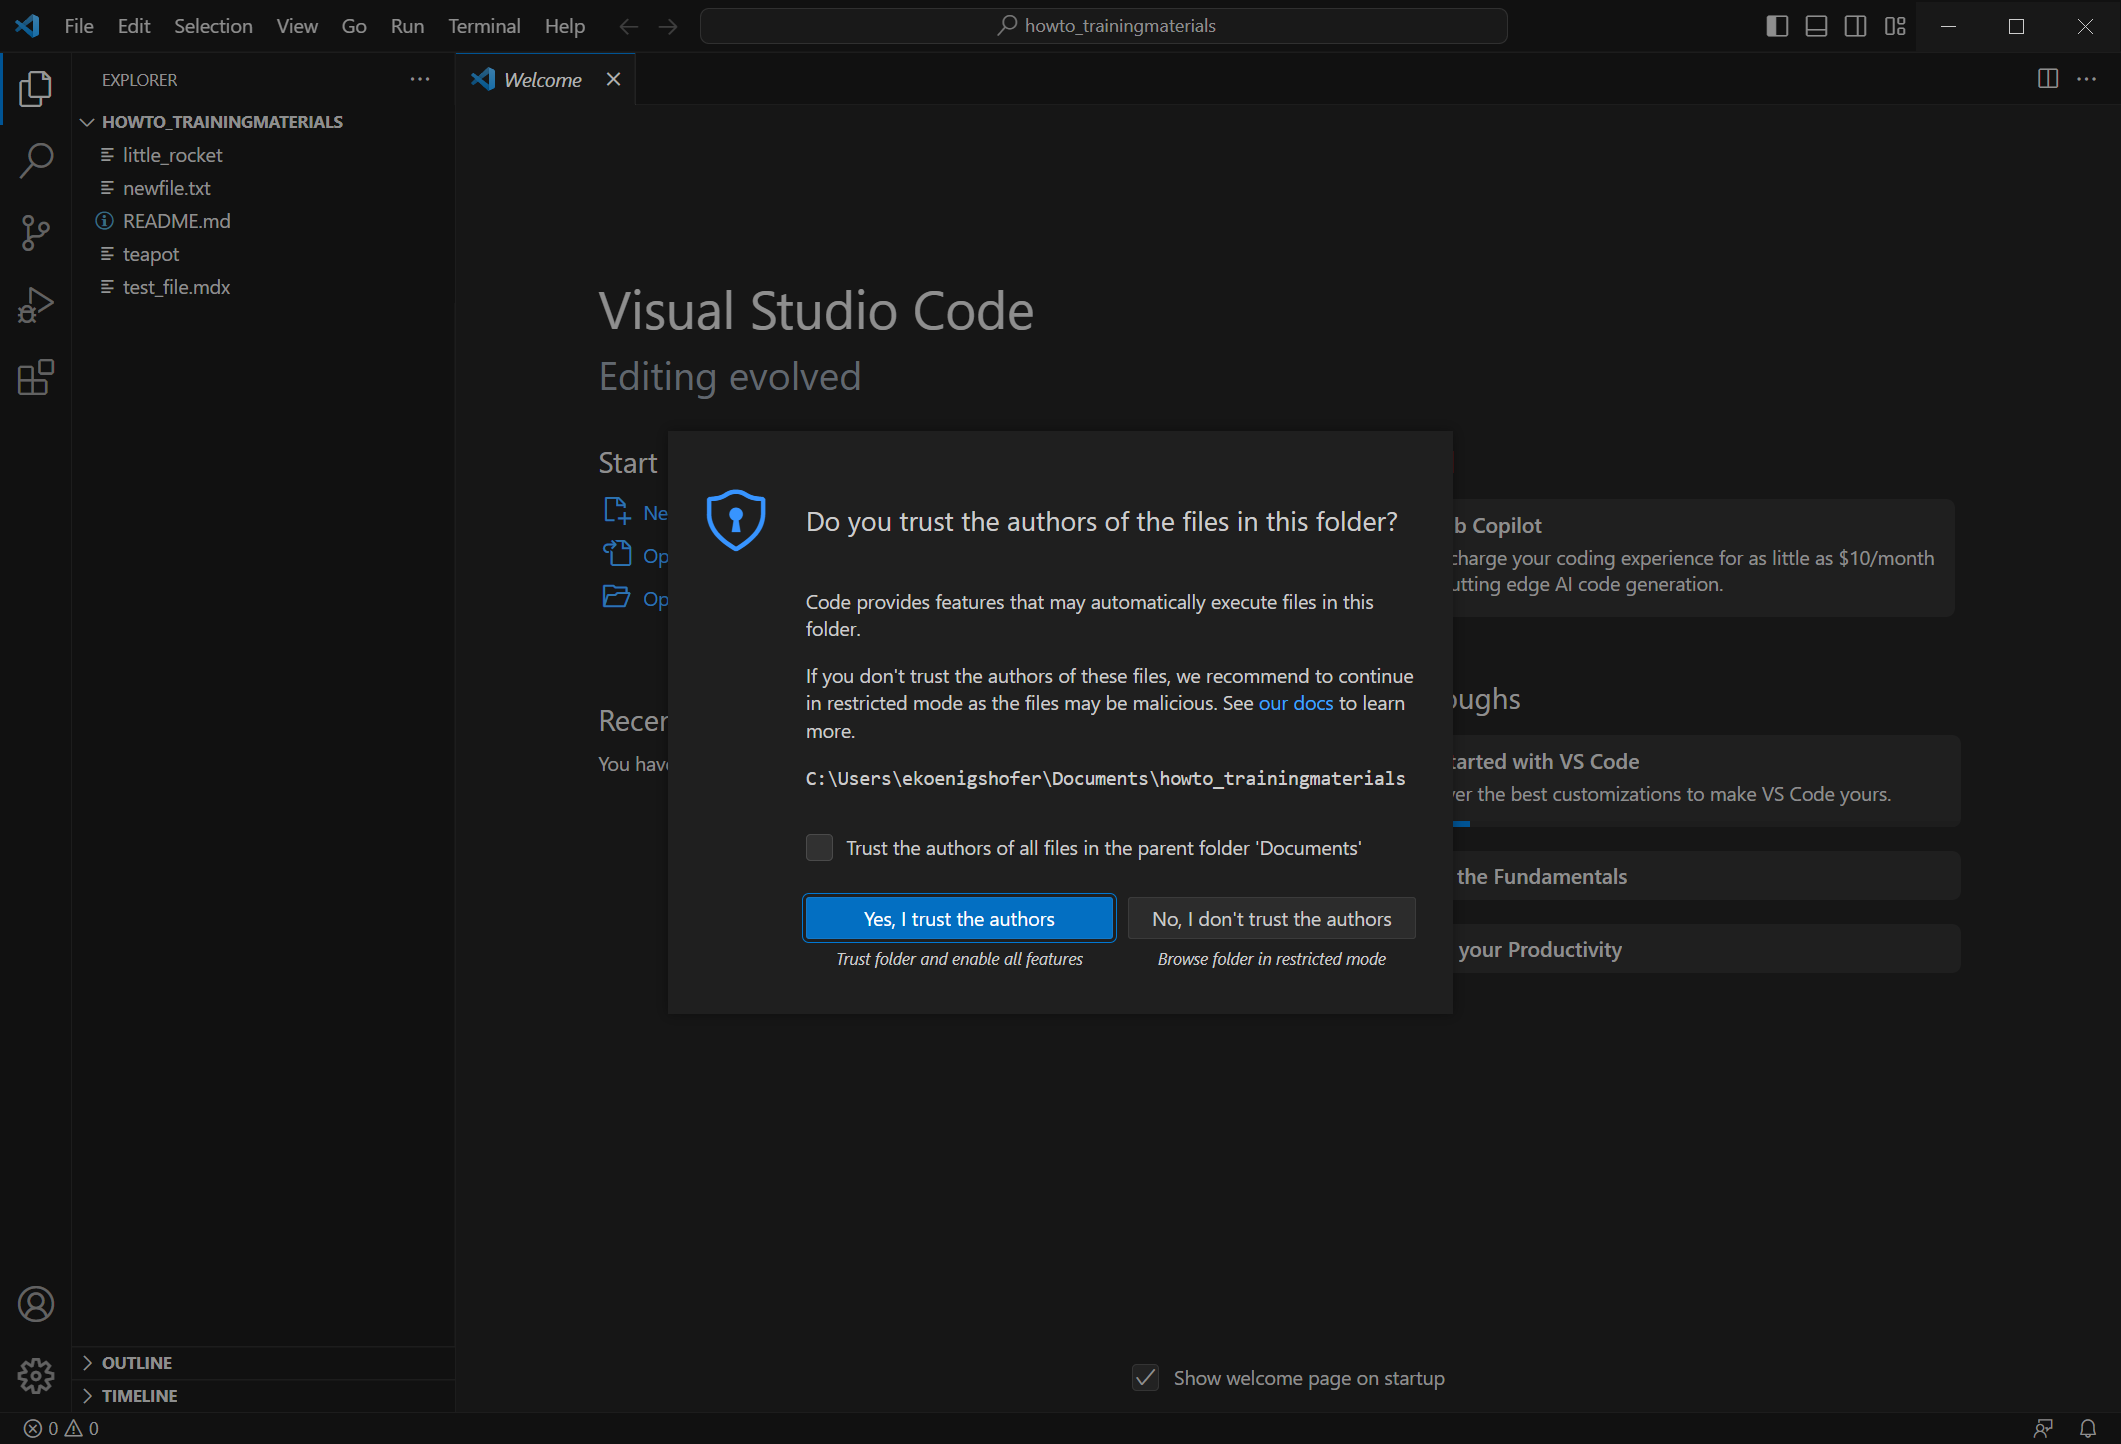 File Edit Selection View Go Run Terminal Help
howto_trainingmaterials
EXPLORER
Welcome
HOWTO_TRAININGMATERIALS
little_rocket
newfile.txt
README.md
teapot
test_file.mdx
Visual Studio Code
Editing evolved
Start
Ne
Op
Op
Recen
You have
Do you trust the authors of the files in this folder?
Code provides features that may automatically execute files in this
folder.
If you don't trust the authors of these files, we recommend to continue
in restricted mode as the files may be malicious. See our docs to learn
more.
C:\Users\ekoenigshofer\Documents\howto_trainingmaterials
Trust the authors of all files in the parent folder 'Documents'
Yes, I trust the authors
No, I don't trust the authors
Trust folder and enable all features
Browse folder in restricted mode
b Copilot
charge your coding experience for as little as $10/month
utting edge AI code generation.
oughs
tarted with VS Code
ver the best customizations to make VS Code yours.
the Fundamentals
your Productivity
Show welcome page on startup
OUTLINE
TIMELINE
0 0